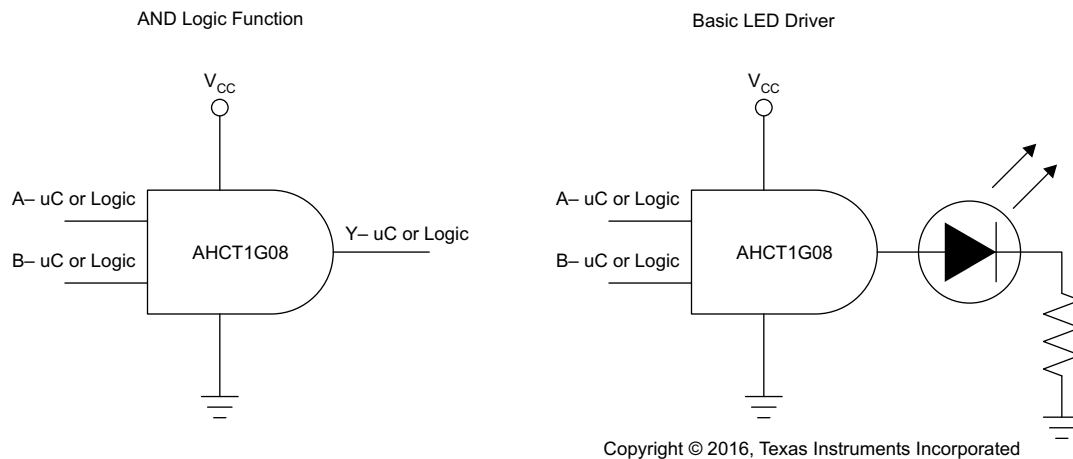 AND Logic Function
Basic LED Driver
VCC
VCC
A– uC or Logic
B– uC or Logic
AHCT1G08
Y– uC or Logic
A– uC or Logic
B– uC or Logic
AHCT1G08
Copyright © 2016, Texas Instruments Incorporated